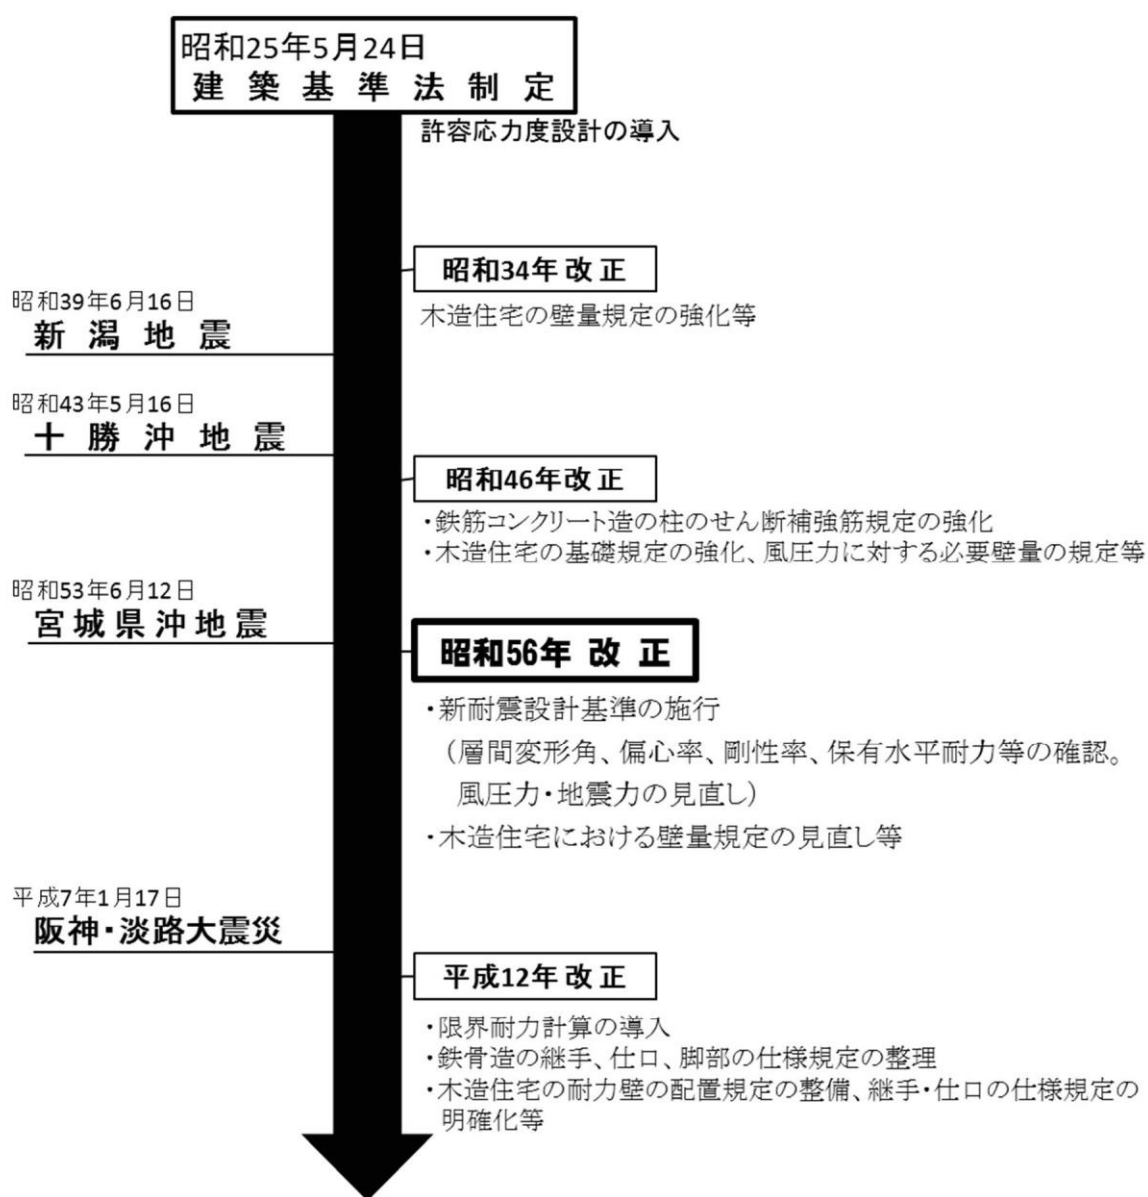 昭和25年5月24日
建築基準法制定
許容応力度設計の導入
昭和34年改正
木造住宅の壁量規定の強化等
昭和39年6月16日
新潟地震
昭和43年5月16日
十勝沖地震
昭和46年改正
・鉄筋コンクリート造の柱のせん断補強筋規定の強化
・木造住宅の基礎規定の強化、風圧力に対する必要壁量の規定等
昭和53年6月12日
宮城県沖地震
昭和56年改正
・新耐震設計基準の施行
（層間変形角、偏心率、剛性率、保有水平耐力等の確認。
風圧力・地震力の見直し）
・木造住宅における壁量規定の見直し等
平成7年1月17日
阪神・淡路大震災
平成12年改正
・限界耐力計算の導入
・鉄骨造の継手、仕口、脚部の仕様規定の整理
・木造住宅の耐力壁の配置規定の整備、継手・仕口の仕様規定の
明確化等